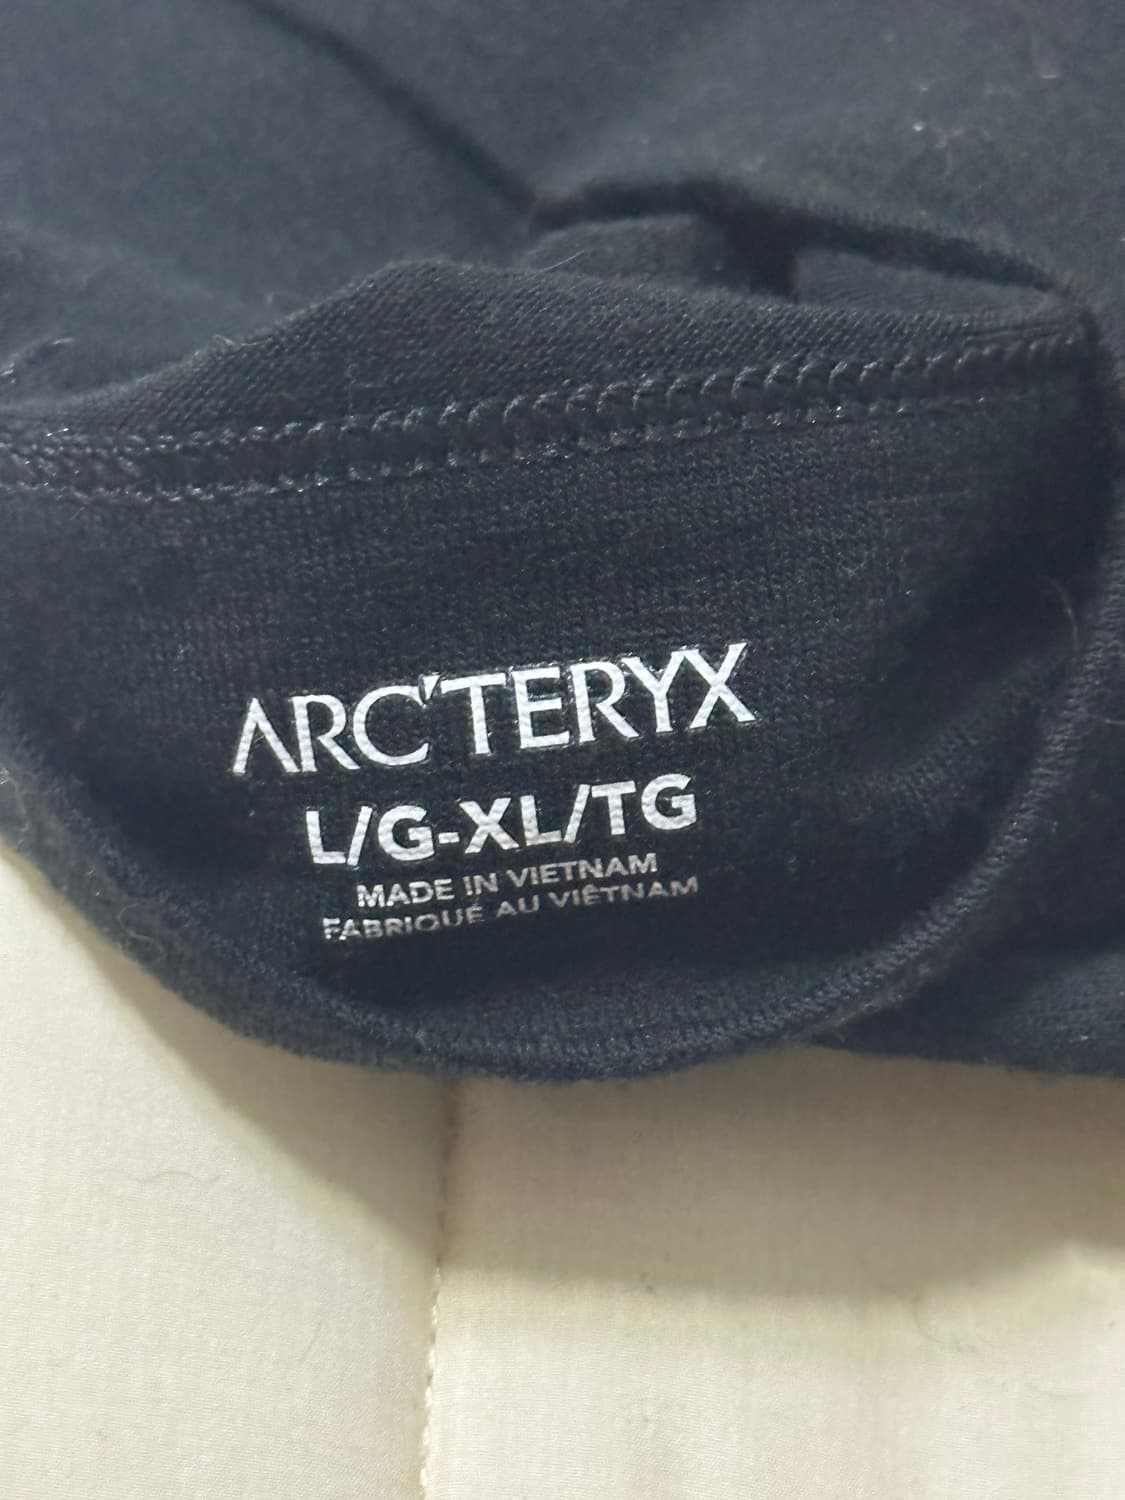 ARC'TERYX
L/G-XL/TG
MADE IN VIETNAM
FABRIQUÉ AU VIÊTNAM